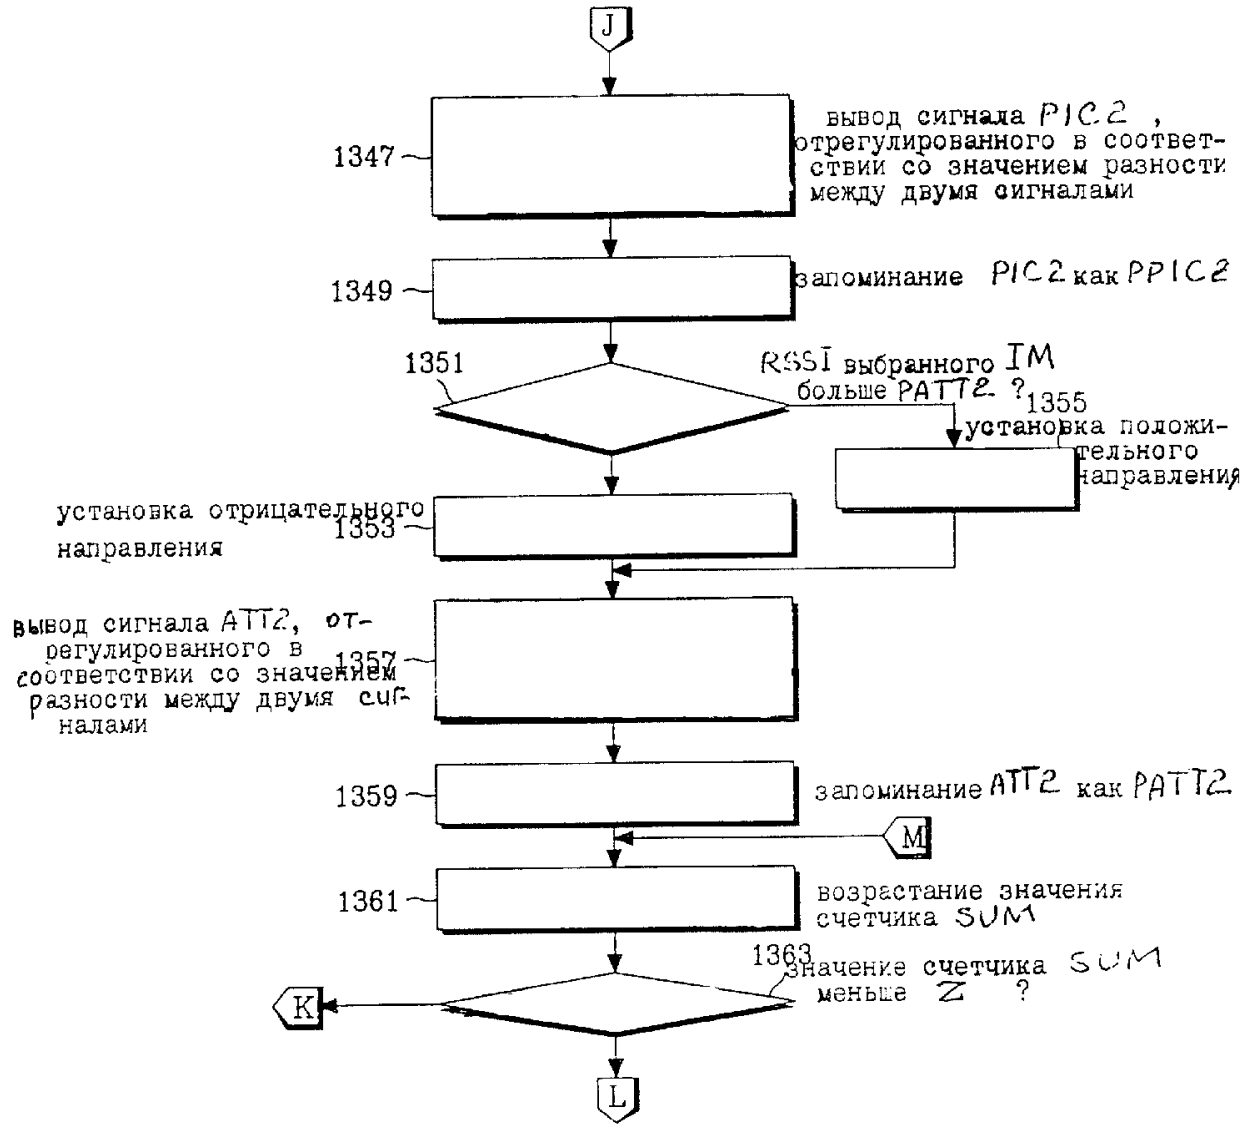 J
вывод сигнала PIC2,
отрегулированного в соответ-
ствии со значением разности
между двумя сигналами
1347
1349
запоминание PIC2 как PPIC2
1351
RSSI выбранного IM
больше PATT2 ?
1355
установка положи-
тельного
направления
установка отрицательного
1353
направления
вывод сигнала ATT2, от-
регулированного в
1357
соответствии со значением
разности между двумя сиг-
налами
1359
запоминание ATT2 как PATT2
M
1361
возрастание значения
счетчика SUM
1363
значение счетчика SUM
меньше Z ?
K
L